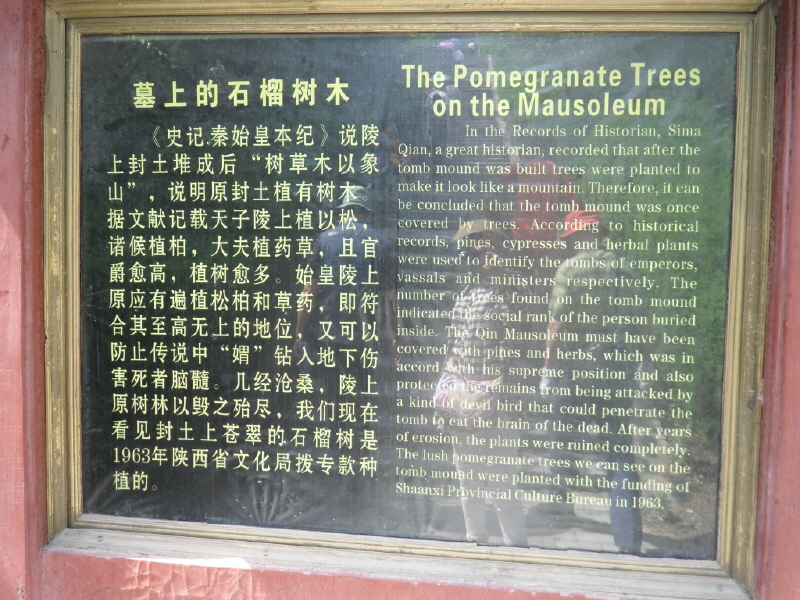 墓上的石榴树木
《史记.秦始皇本纪》说陵
上封土堆成后“树草木以象
山”，说明原封土植有树木
据文献记载天子陵上植以松，
诸候植柏，大夫植药草，且官
爵愈高，植树愈多。始皇陵上
原应有遍植松柏和草药，即符
合其至高无上的地位，又可以
防止传说中“媦”钻入地下伤
害死者脑髓。几经沧桑，陵上
原树林以毁之殆尽，我们现在
看见封土上苍翠的石榴树是
1963年陕西省文化局拨专款种
植的。
The Pomegranate Trees
on the Mausoleum
In the Records of Historian, Sima
Qian, a great historian, recorded that after the
tomb mound was built trees were planted to
make it look like a mountain. Therefore, it can
be concluded that the tomb mound was once
covered by trees. According to historical
records, pines, cypresses and herbal plants
were used to identify the tombs of emperors,
vassals and ministers respectively. The
number of trees found on the tomb mound
indicated the social rank of the person buried
inside. The Qin Mausoleum must have been
covered with pines and herbs, which was in
accord with his supreme position and also
protected the remains from being attacked by
a kind of devil bird that could penetrate the
tomb to eat the brain of the dead. After years
of erosion, the plants were ruined completely.
The lush pomegranate trees we can see on the
tomb mound were planted with the funding of
Shaanxi Provincial Culture Bureau in 1963.